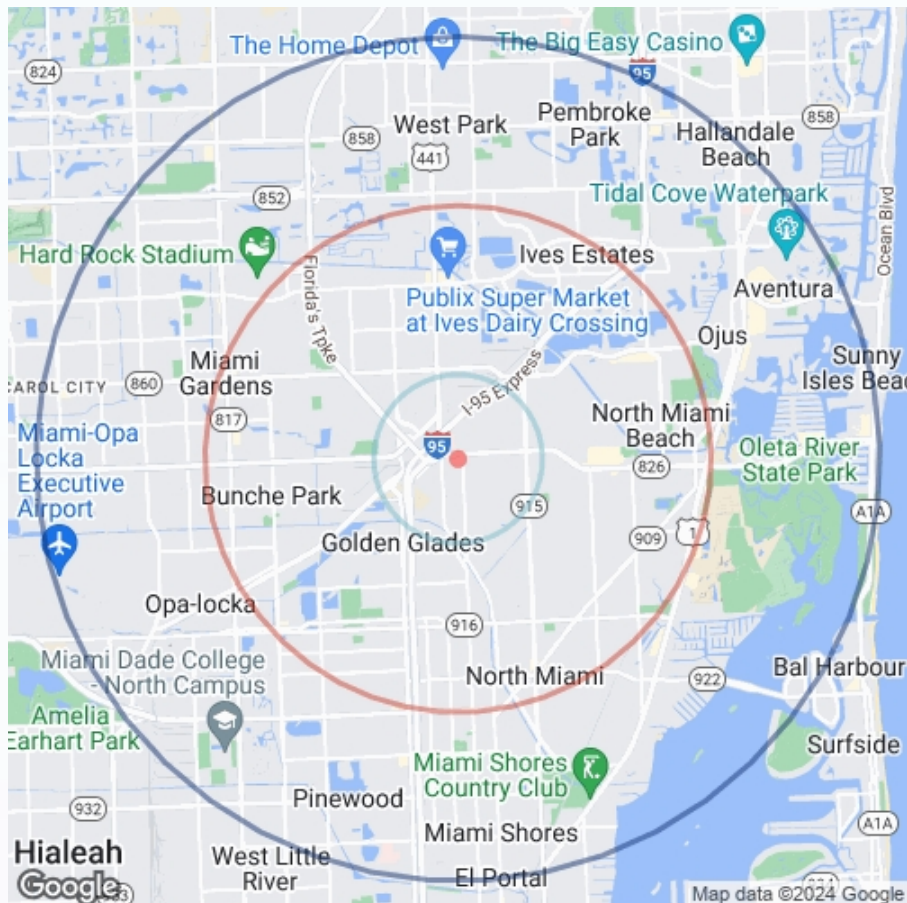 The Home Depot
The Big Easy Casino
824
95
Pembroke
Park
West Park
858
858
Hallandale
Beach
441
852
Tidal Cove Waterpark
Ocean Blvd
Hard Rock Stadium
Ives Estates
Florida's Tpke
Publix Super Market
at Ives Dairy Crossing
Aventura
Ojus
Miami
Gardens
I-95 Express
Sunny
Isles Beac
CAROL CITY
860
817
North Miami
Beach
Miami-Opa
Locka
Executive
Airport
95
826
Oleta River
State Park
Bunche Park
915
A1A
1
909
Golden Glades
Opa-locka
916
Miami Dade College
- North Campus
North Miami
922
Bal Harbour
Amelia
Earhart Park
Surfside
Miami Shores
Country Club
Pinewood
932
Miami Shores
A1A
Hialeah
West Little
River
El Portal
Google
Map data ©2024 Google